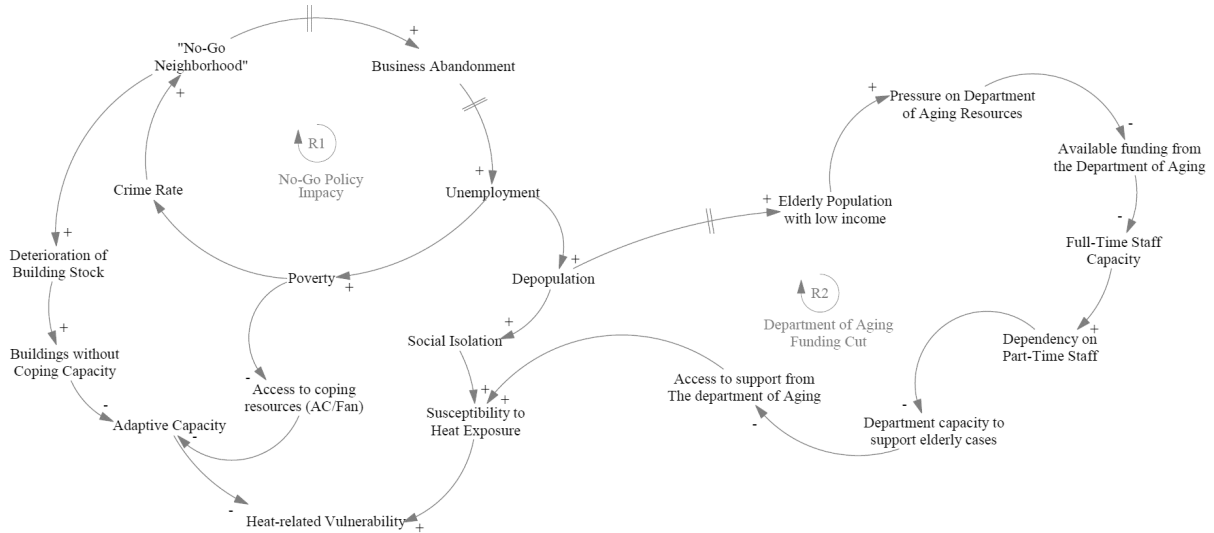 "No-Go
Neighborhood"
+
Business Abandonment
+
R1
No-Go Policy
Impacy
+
Crime Rate
+
Unemployment
+
Deterioration of
Building Stock
Poverty
+
+
Depopulation
+
Buildings without
Coping Capacity
+
Social Isolation
-
Access to coping
resources (AC/Fan)
-
Adaptive Capacity
-
+
+
Susceptibility to
Heat Exposure
-
Heat-related Vulnerability
+
+
Elderly Population
with low income
+
Pressure on Department
of Aging Resources
-
Available funding from
the Department of Aging
-
Full-Time Staff
Capacity
+
Dependency on
Part-Time Staff
R2
Department of Aging
Funding Cut
-
Department capacity to
support elderly cases
-
Access to support from
The department of Aging